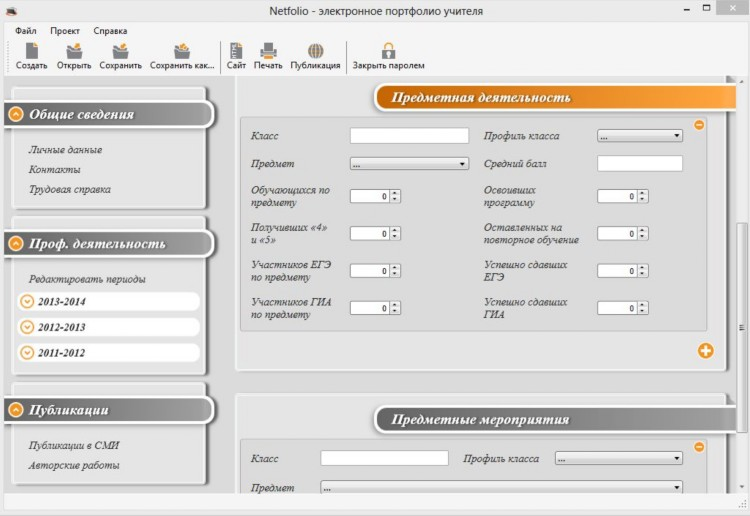 Netfolio - электронное портфолио учителя
Файл Проект Справка
Создать Открыть Сохранить Сохранить как... Сайт Печать Публикация Закрыть паролем
Общие сведения
Личные данные
Контакты
Трудовая справка
Проф. деятельность
Редактировать периоды
2013-2014
2012-2013
2011-2012
Публикации
Публикации в СМИ
Авторские работы
Предметная деятельность
Класс Профиль класса ...
Предмет ... Средний балл
Обучающихся по Освоивших
предмету 0 программу 0
Получивших «4» Оставленных на
и «5» 0 повторное обучение 0
Участников ЕГЭ Успешно сдавших
по предмету 0 ЕГЭ 0
Участников ГИА Успешно сдавших
по предмету 0 ГИА 0
Предметные мероприятия
Класс Профиль класса ...
Предмет ...